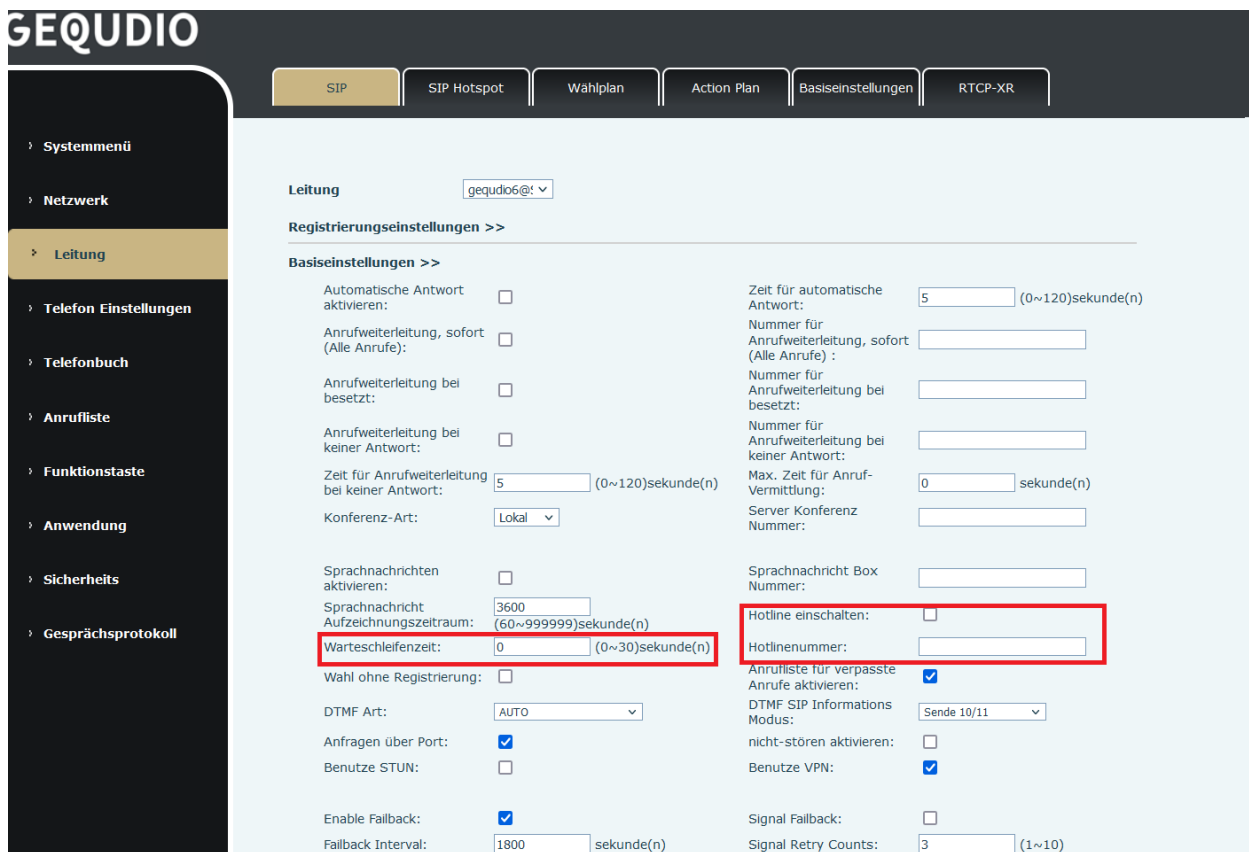 GEQUDIO
SIP
SIP Hotspot
Wählplan
Action Plan
Basiseinstellungen
RTCP-XR
Systemmenü
Netzwerk
Leitung
Telefon Einstellungen
Telefonbuch
Anrufliste
Funktionstaste
Anwendung
Sicherheits
Gesprächsprotokoll
Leitung
gequdio6@
Registrierungseinstellungen >>
Basiseinstellungen >>
Automatische Antwort
aktivieren:
Zeit für automatische
Antwort:
5 (0~120)sekunde(n)
Anrufweiterleitung, sofort
(Alle Anrufe):
Nummer für
Anrufweiterleitung, sofort
(Alle Anrufe) :
Anrufweiterleitung bei
besetzt:
Nummer für
Anrufweiterleitung bei
besetzt:
Anrufweiterleitung bei
keiner Antwort:
Nummer für
Anrufweiterleitung bei
keiner Antwort:
Zeit für Anrufweiterleitung
bei keiner Antwort:
5 (0~120)sekunde(n)
Max. Zeit für Anruf-
Vermittlung:
0 sekunde(n)
Konferenz-Art:
Lokal
Server Konferenz
Nummer:
Sprachnachrichten
aktivieren:
Sprachnachricht Box
Nummer:
Sprachnachricht
Aufzeichnungszeitraum:
3600
(60~999999)sekunde(n)
Hotline einschalten:
Warteschleifenzeit:
0 (0~30)sekunde(n)
Hotlinenummer:
Wahl ohne Registrierung:
Anrufliste für verpasste
Anrufe aktivieren:
DTMF Art:
AUTO
DTMF SIP Informations
Modus:
Sende 10/11
Anfragen über Port:
nicht-stören aktivieren:
Benutze STUN:
Benutze VPN:
Enable Failback:
Signal Failback:
Failback Interval:
1800 sekunde(n)
Signal Retry Counts:
3 (1~10)